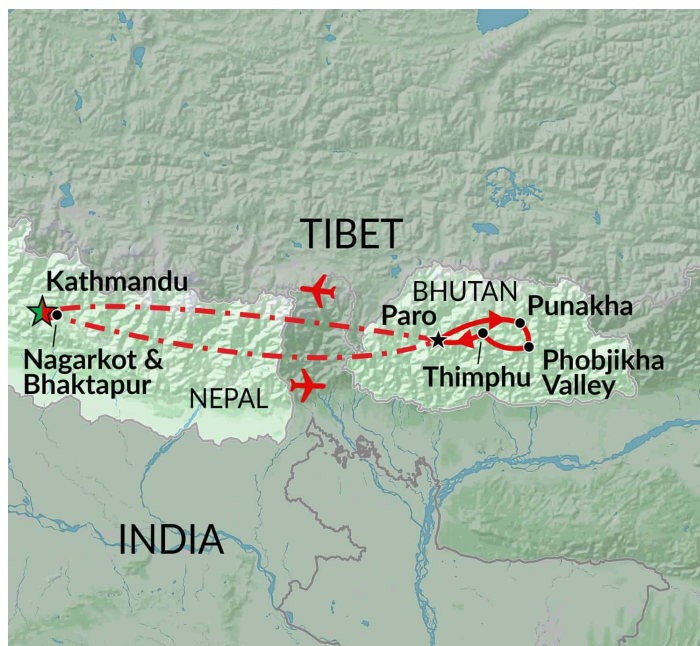 TIBET
Kathmandu
BHUTAN
Punakha
Paro
Nagarkot &
Bhaktapur
Thimphu
Phobjikha
Valley
NEPAL
INDIA